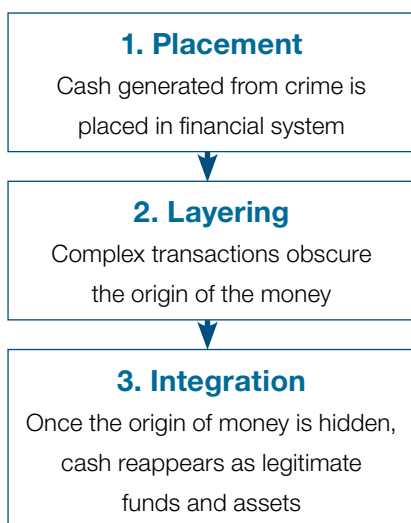 1. Placement
Cash generated from crime is
placed in financial system
2. Layering
Complex transactions obscure
the origin of the money
3. Integration
Once the origin of money is hidden,
cash reappears as legitimate
funds and assets